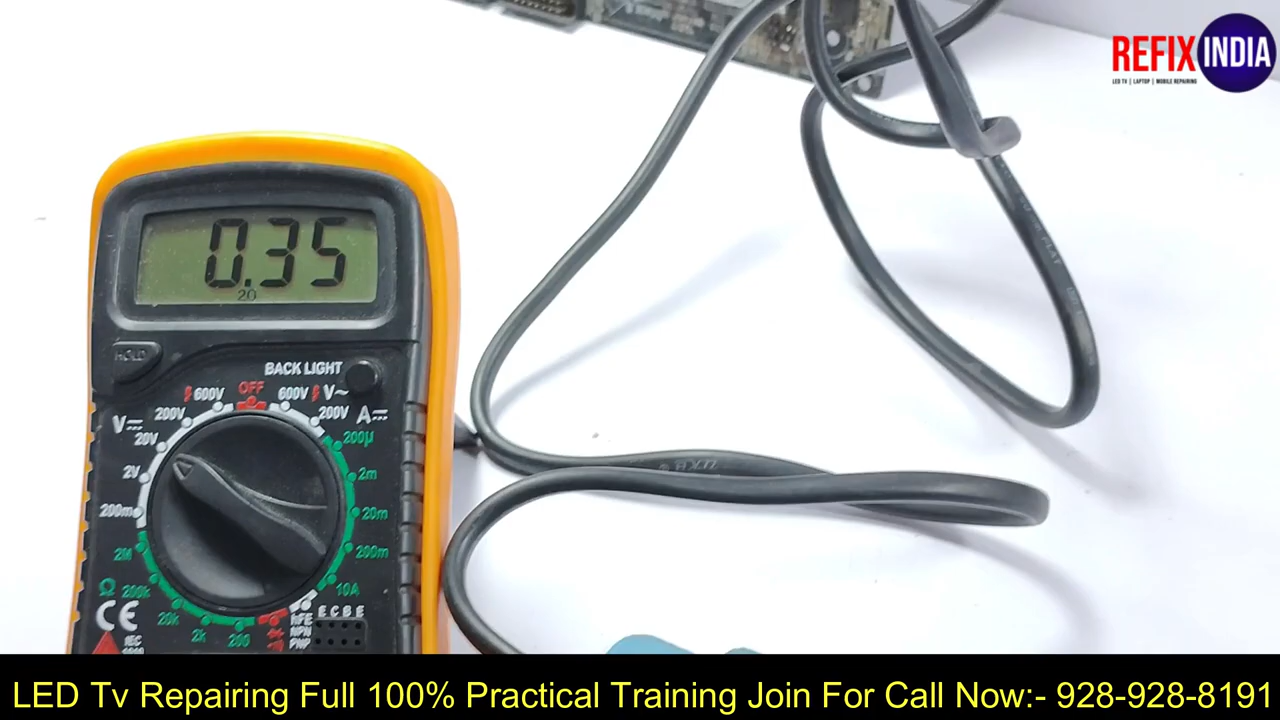 REFIX INDIA
LED TV | LAPTOP | MOBILE REPAIRING
0.35
20
HOLD
BACK LIGHT
600V OFF 600V V~
200V 200V A
V 20V 200µ
2V 2m
200m 20m
2M 200m
Ω 200k 10A
20k 2k 200
hFE E C B E
NPN
PNP
CE
IEC
FLAT
LED Tv Repairing Full 100% Practical Training Join For Call Now:- 928-928-8191